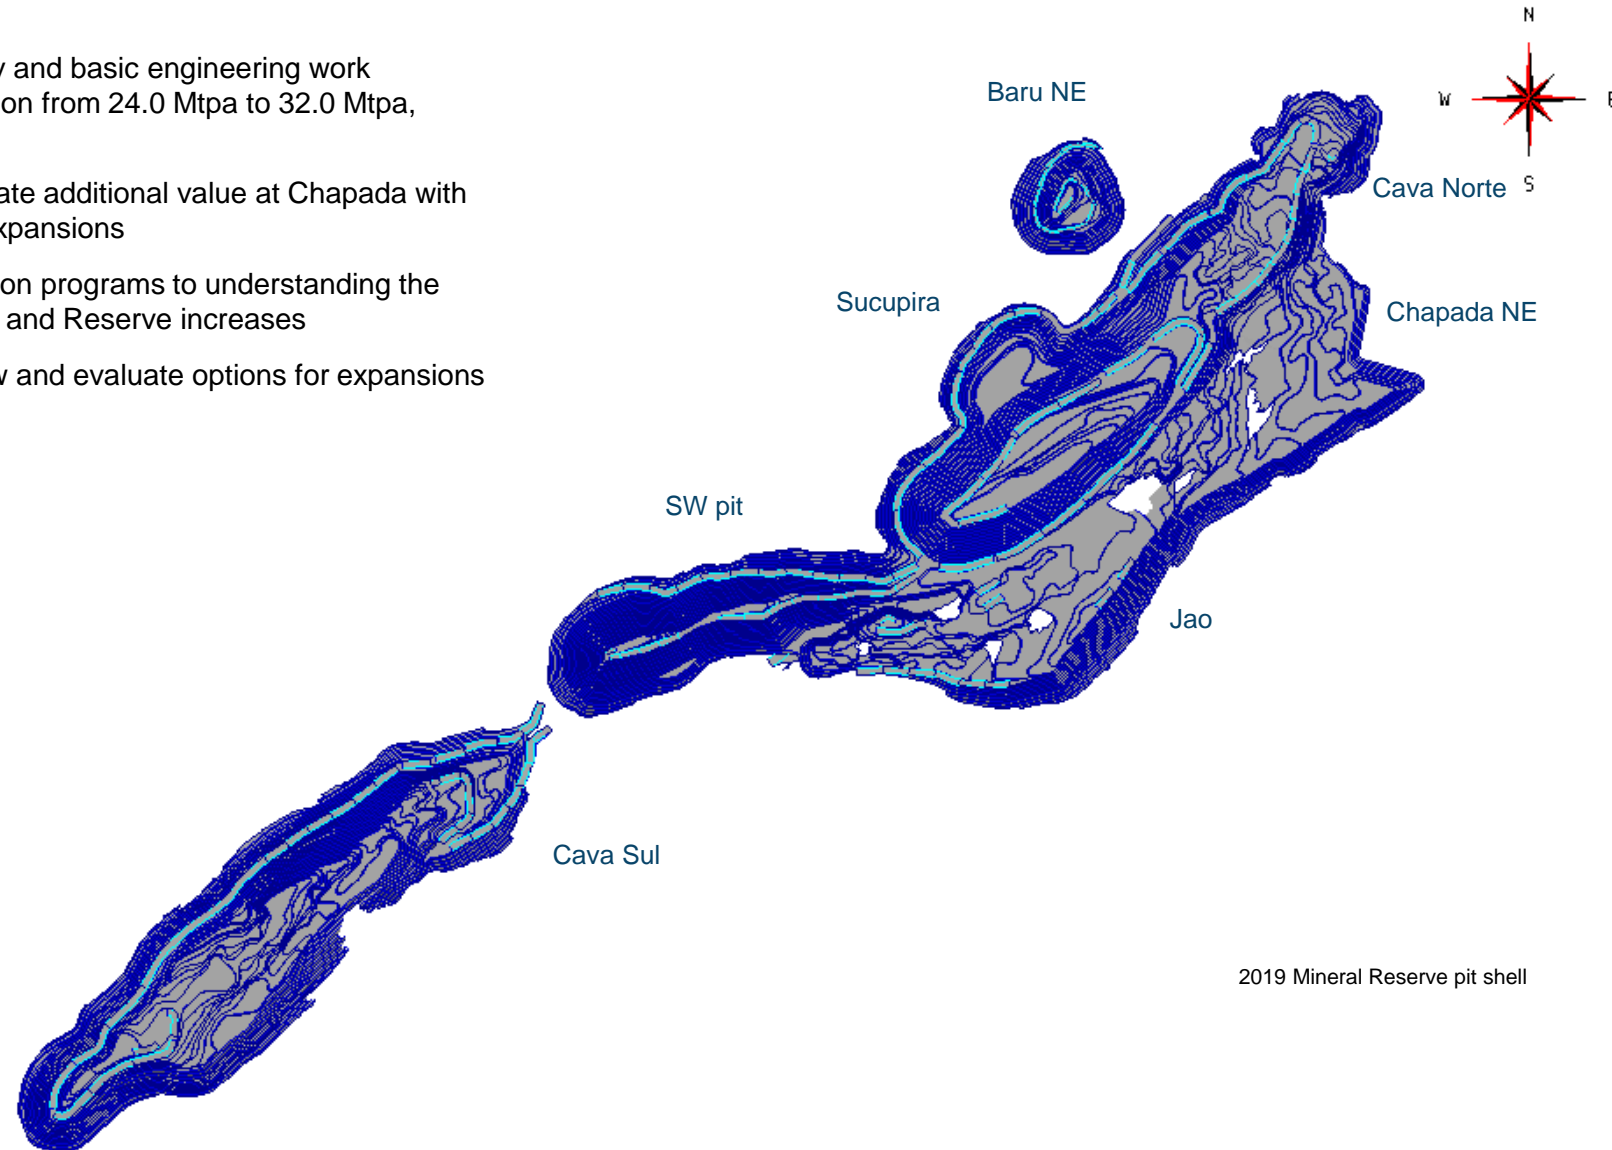 and basic engineering work
on from 24.0 Mtpa to 32.0 Mtpa,
ate additional value at Chapada with
xpansions
on programs to understanding the
and Reserve increases
and evaluate options for expansions
Baru NE
N
W
S
Cava Norte
Sucupira
Chapada NE
SW pit
Jao
Cava Sul
2019 Mineral Reserve pit shell